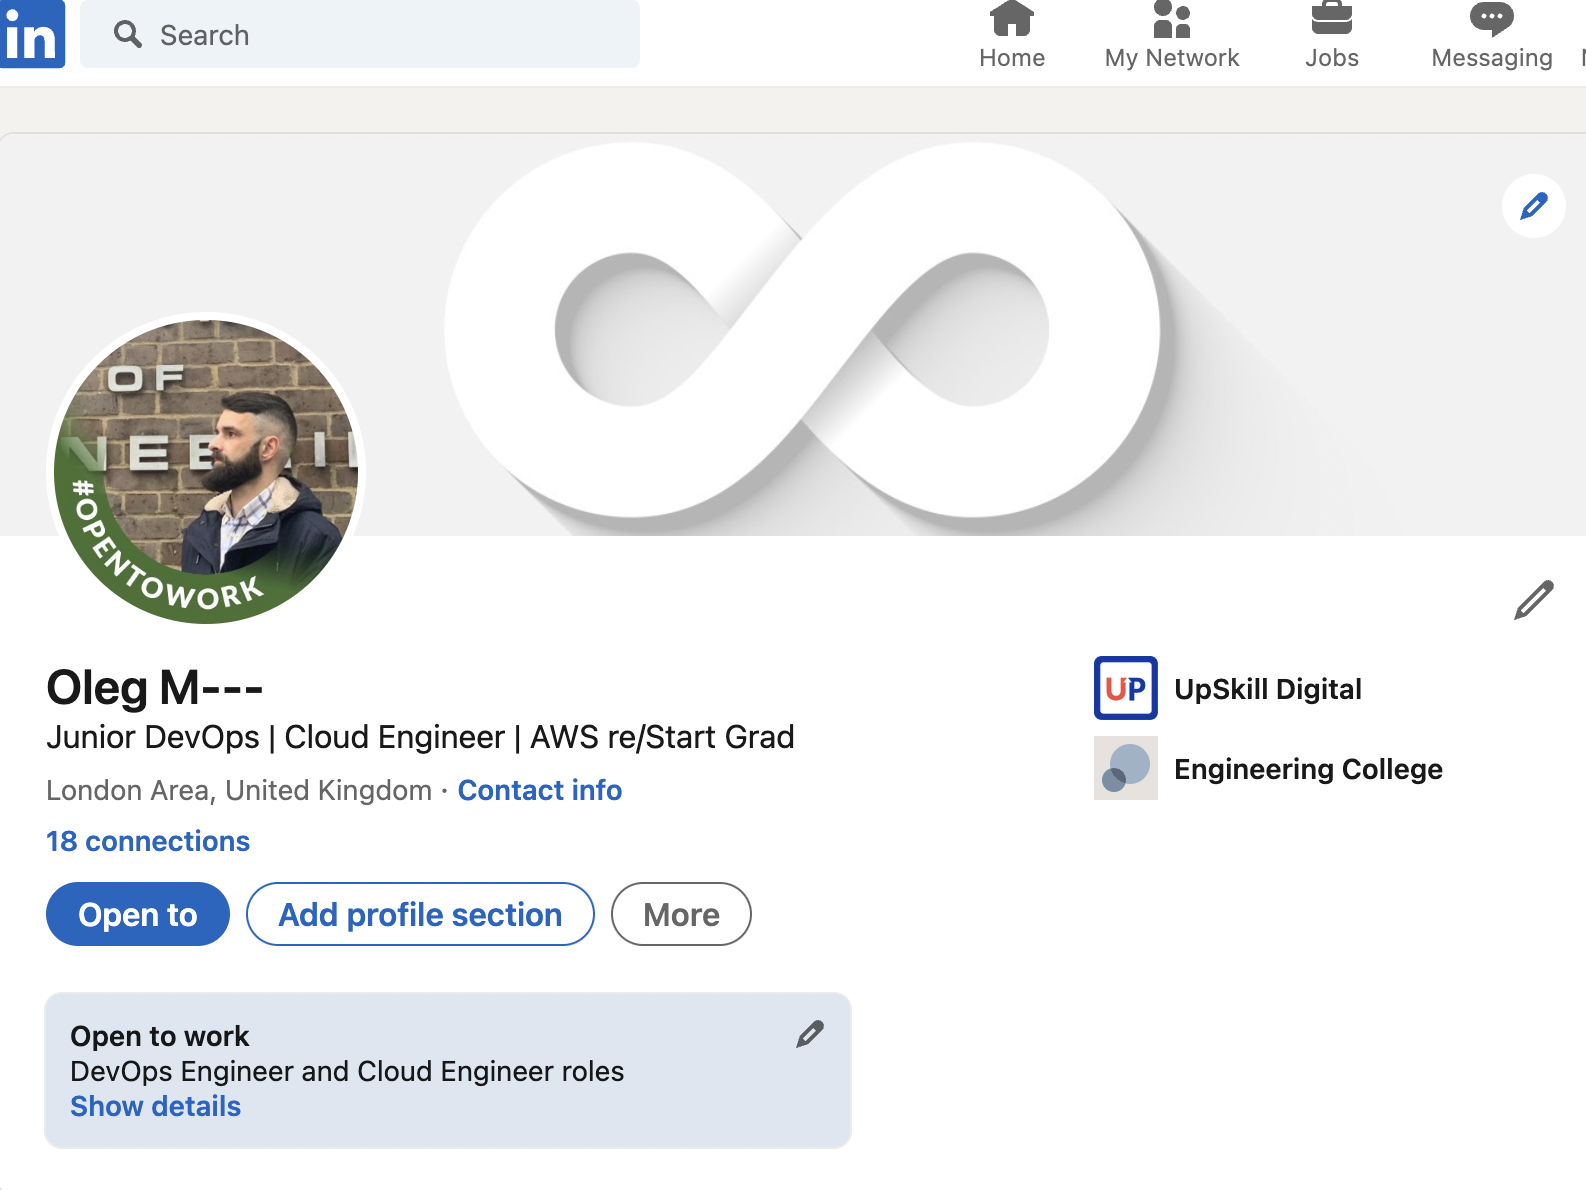 in
Search
Home
My Network
Jobs
Messaging
OF
#OPENTOWORK
Oleg M---
Junior DevOps | Cloud Engineer | AWS re/Start Grad
London Area, United Kingdom · Contact info
18 connections
Open to
Add profile section
More
UP
UpSkill Digital
Engineering College
Open to work
DevOps Engineer and Cloud Engineer roles
Show details